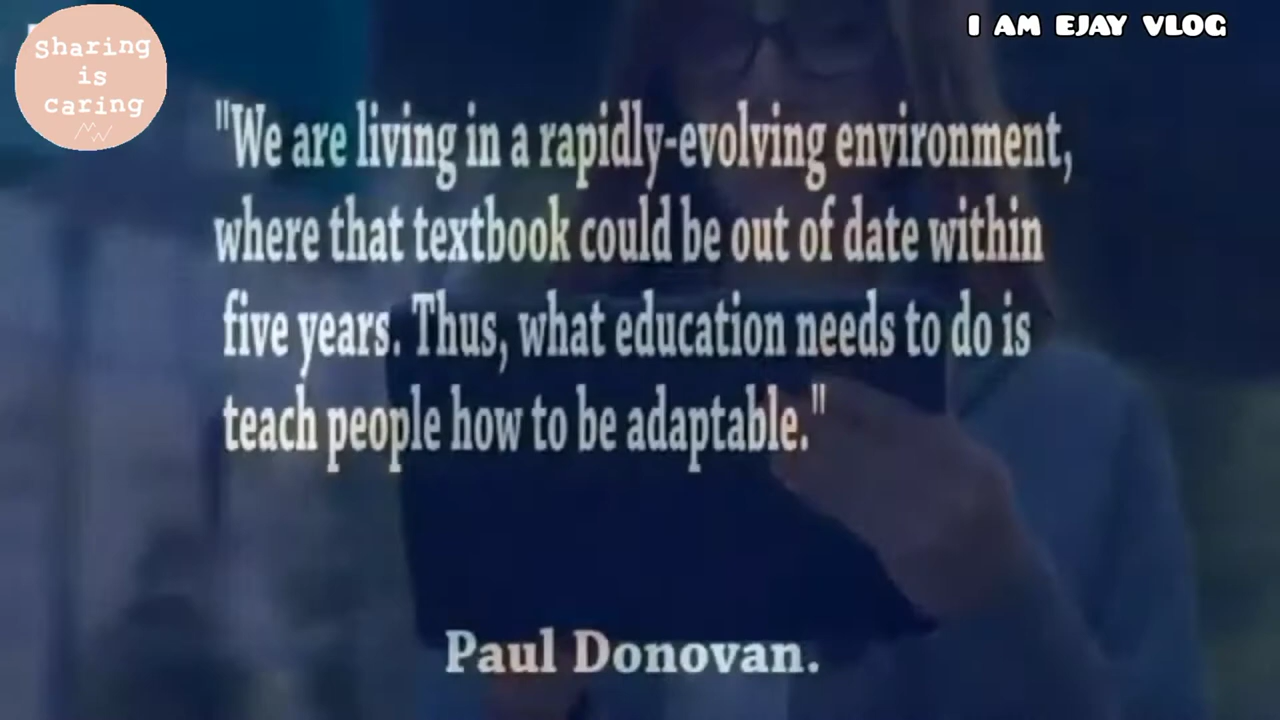 Sharing
is
caring
I AM EJAY VLOG
"We are living in a rapidly-evolving environment,
where that textbook could be out of date within
five years. Thus, what education needs to do is
teach people how to be adaptable."
Paul Donovan.